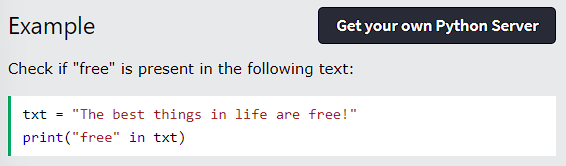 Example
Get your own Python Server
Check if "free" is present in the following text:
txt = "The best things in life are free!"
print("free" in txt)